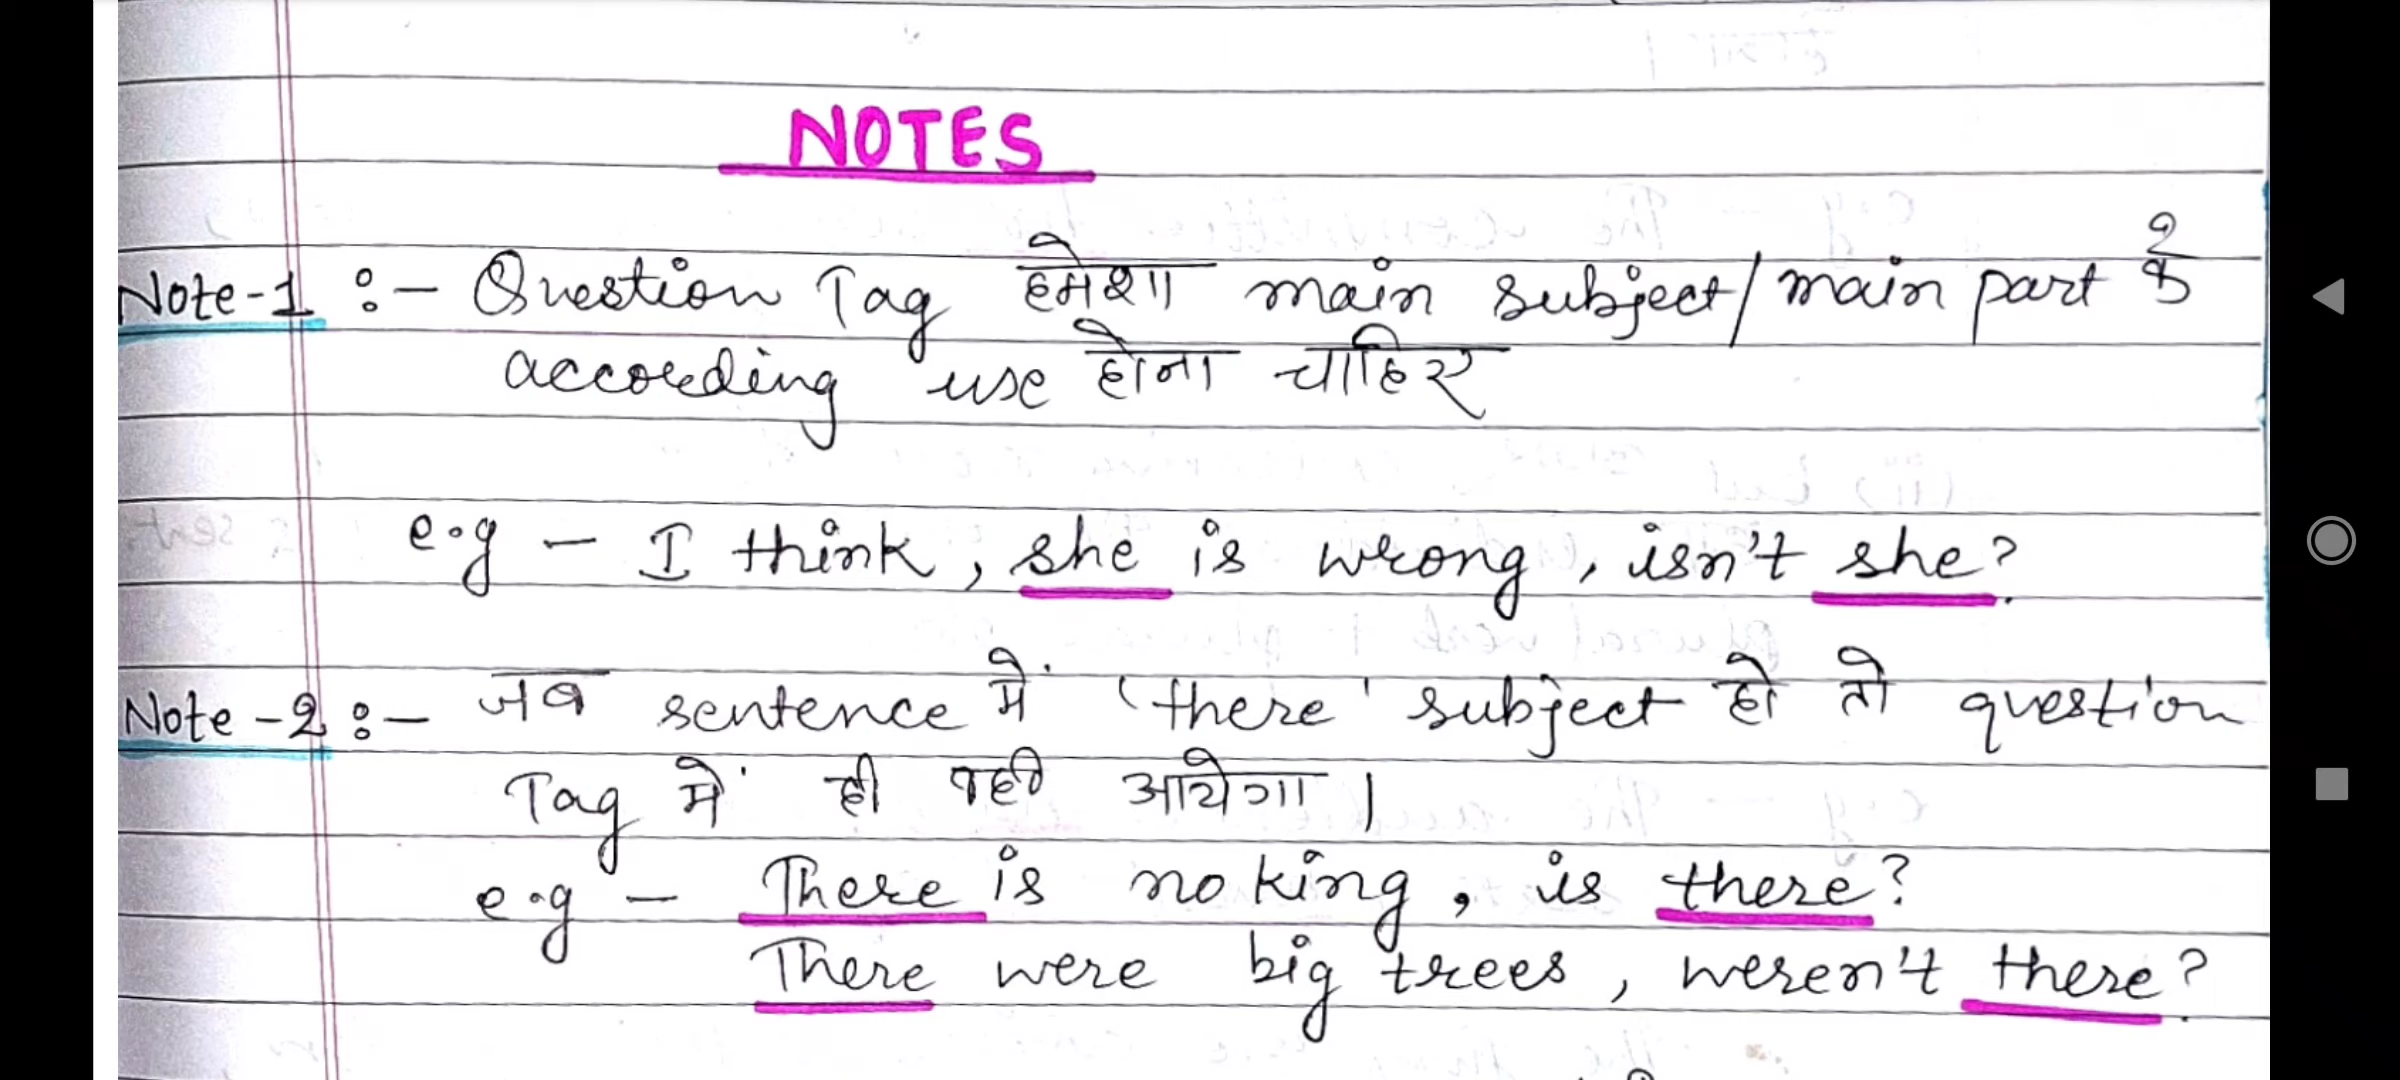 NOTES
Note-1 :- Question Tag हमेशा main subject/main part के
according use होना चाहिए
e.g - I think, she is wrong, isn't she?
Note-2 :- जब sentence में 'there' subject हो तो question
Tag में ही वही आयेगा।
e.g - There is no king, is there?
There were big trees, weren't there?